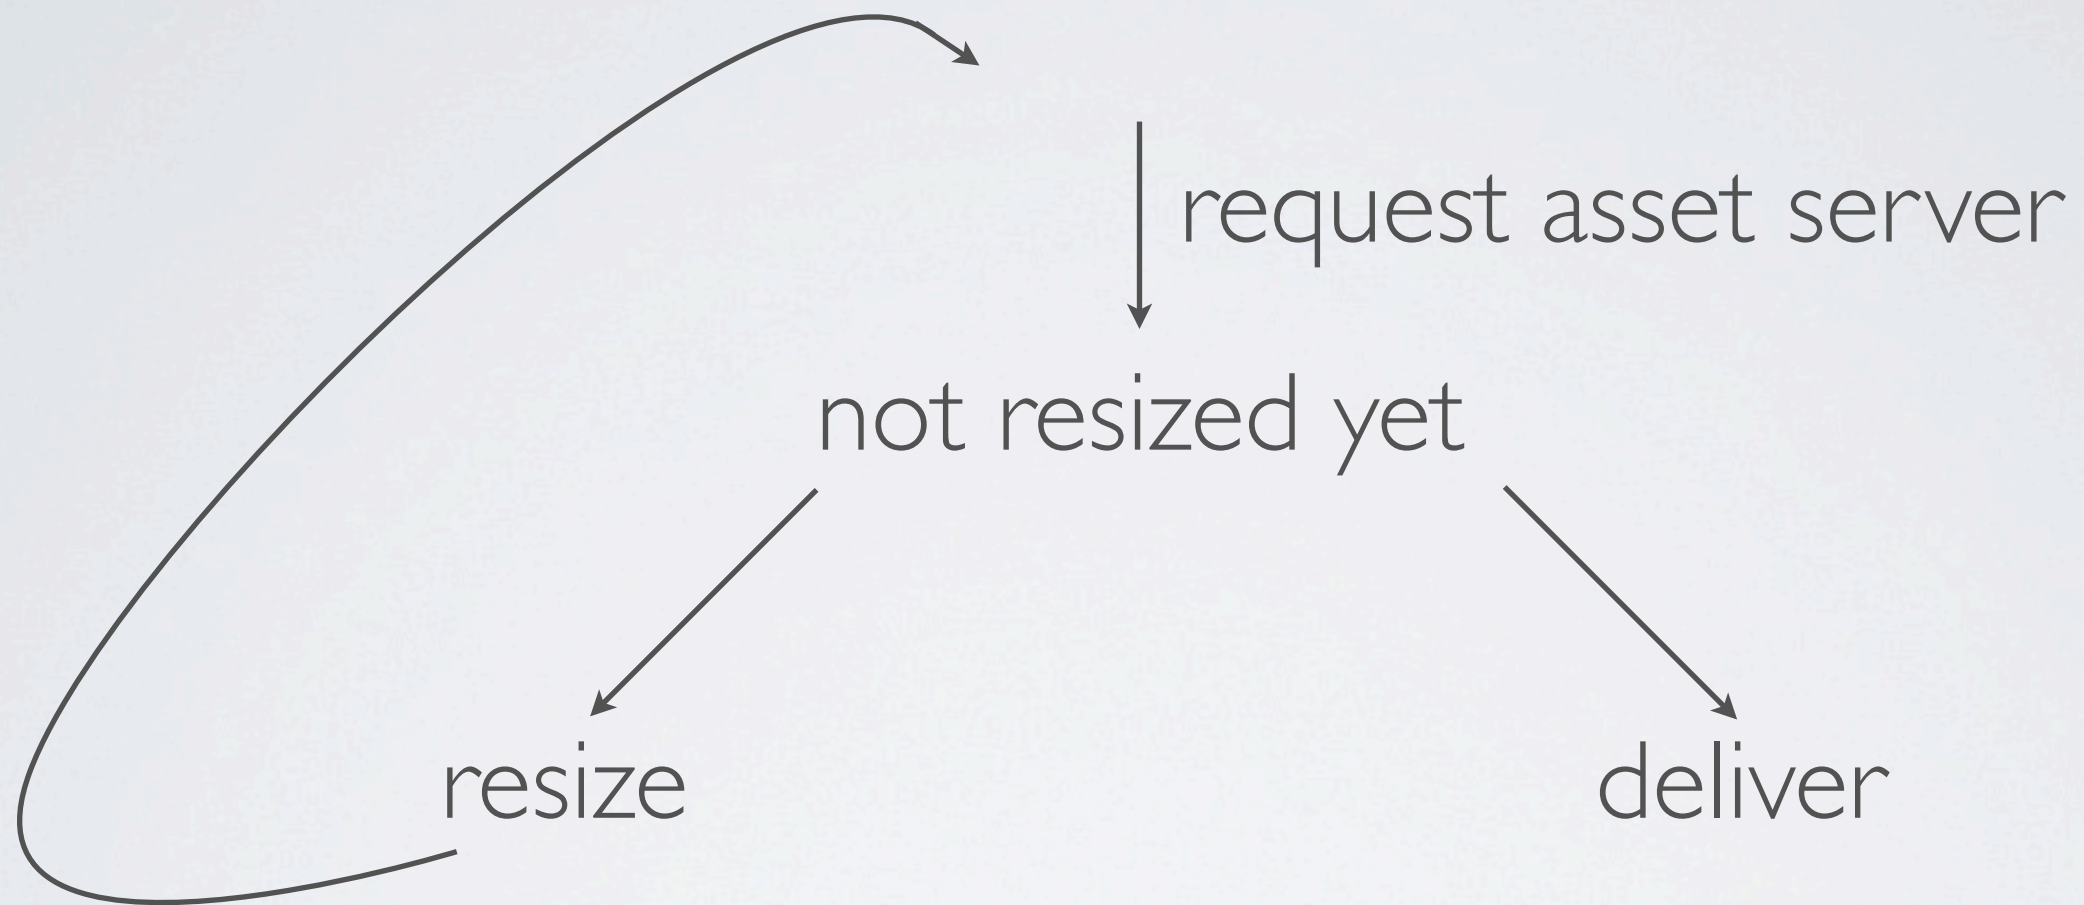 request asset server
not resized yet
resize
deliver